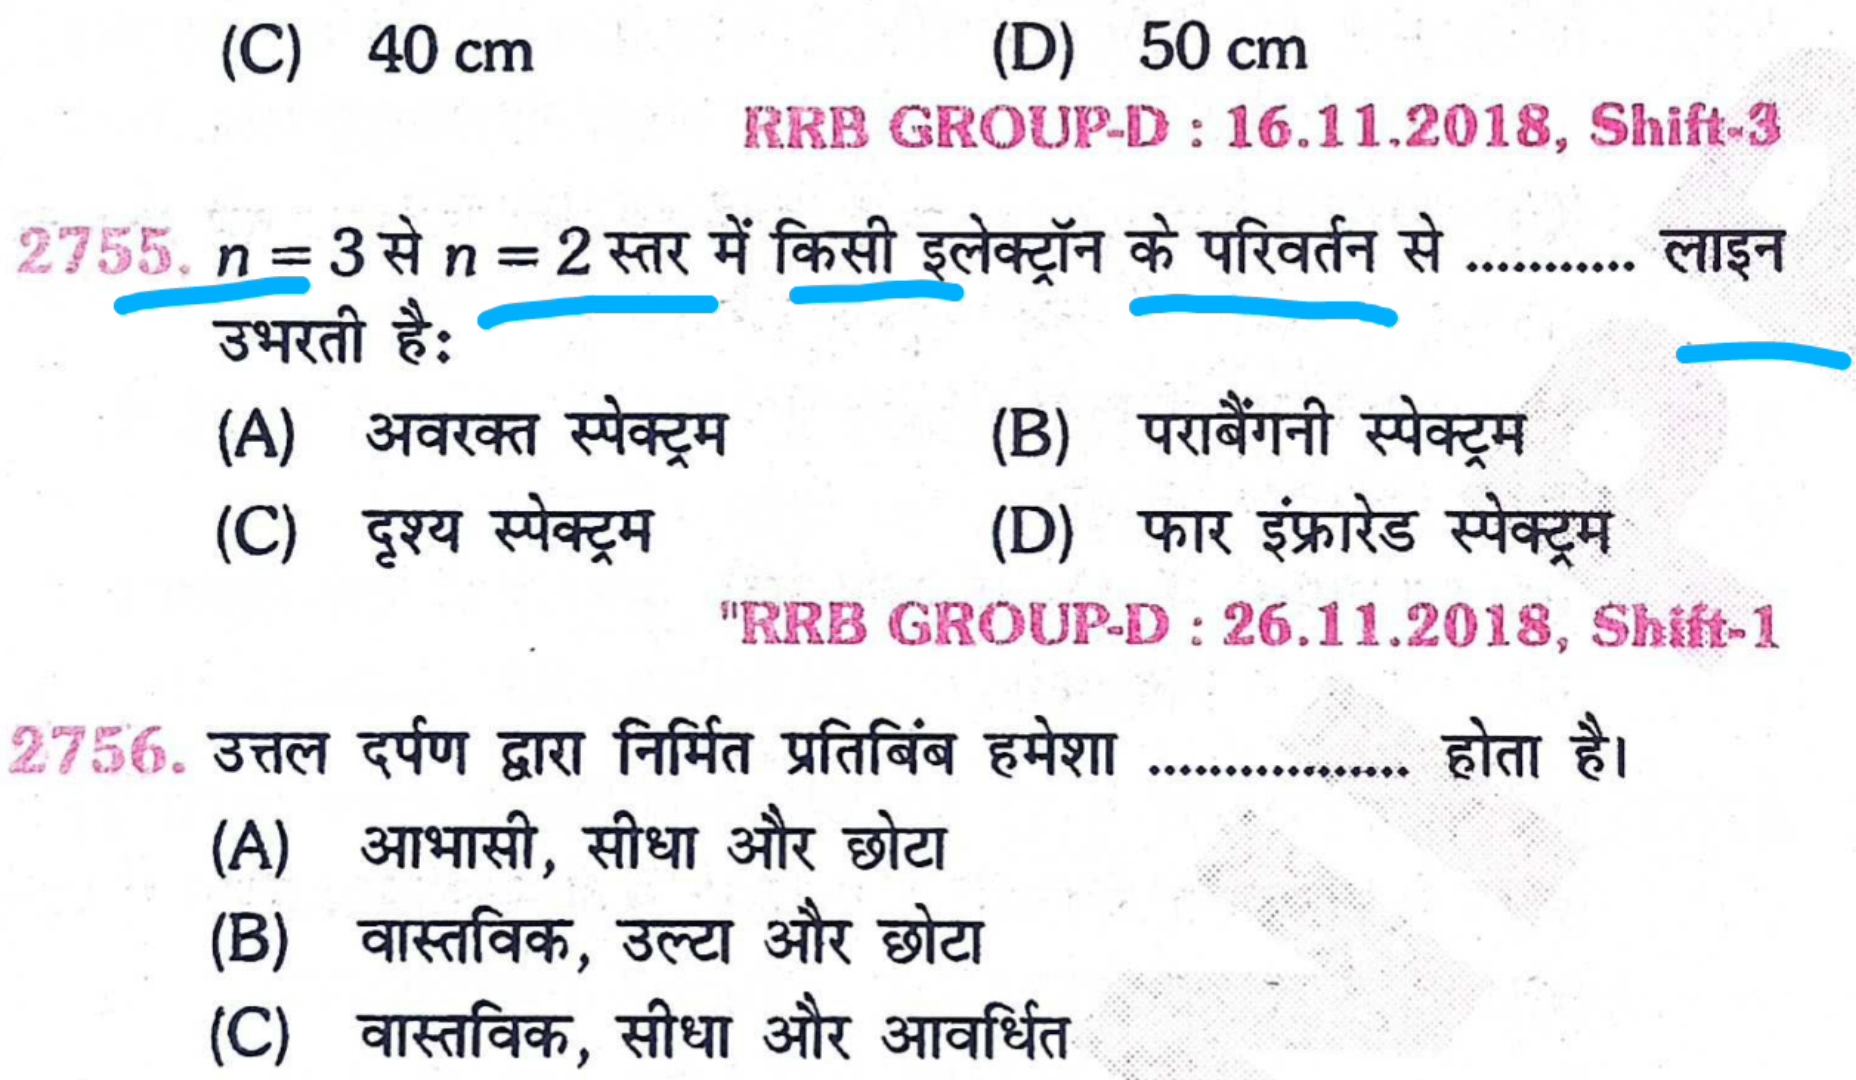 (C) 40 cm (D) 50 cm
RRB GROUP-D : 16.11.2018, Shift-3
2755. n = 3 से n = 2 स्तर में किसी इलेक्ट्रॉन के परिवर्तन से ............ लाइन
उभरती है:
(A) अवरक्त स्पेक्ट्रम (B) पराबैंगनी स्पेक्ट्रम
(C) दृश्य स्पेक्ट्रम (D) फार इंफ्रारेड स्पेक्ट्रम
"RRB GROUP-D : 26.11.2018, Shift-1
2756. उत्तल दर्पण द्वारा निर्मित प्रतिबिंब हमेशा ................. होता है।
(A) आभासी, सीधा और छोटा
(B) वास्तविक, उल्टा और छोटा
(C) वास्तविक, सीधा और आवर्धित